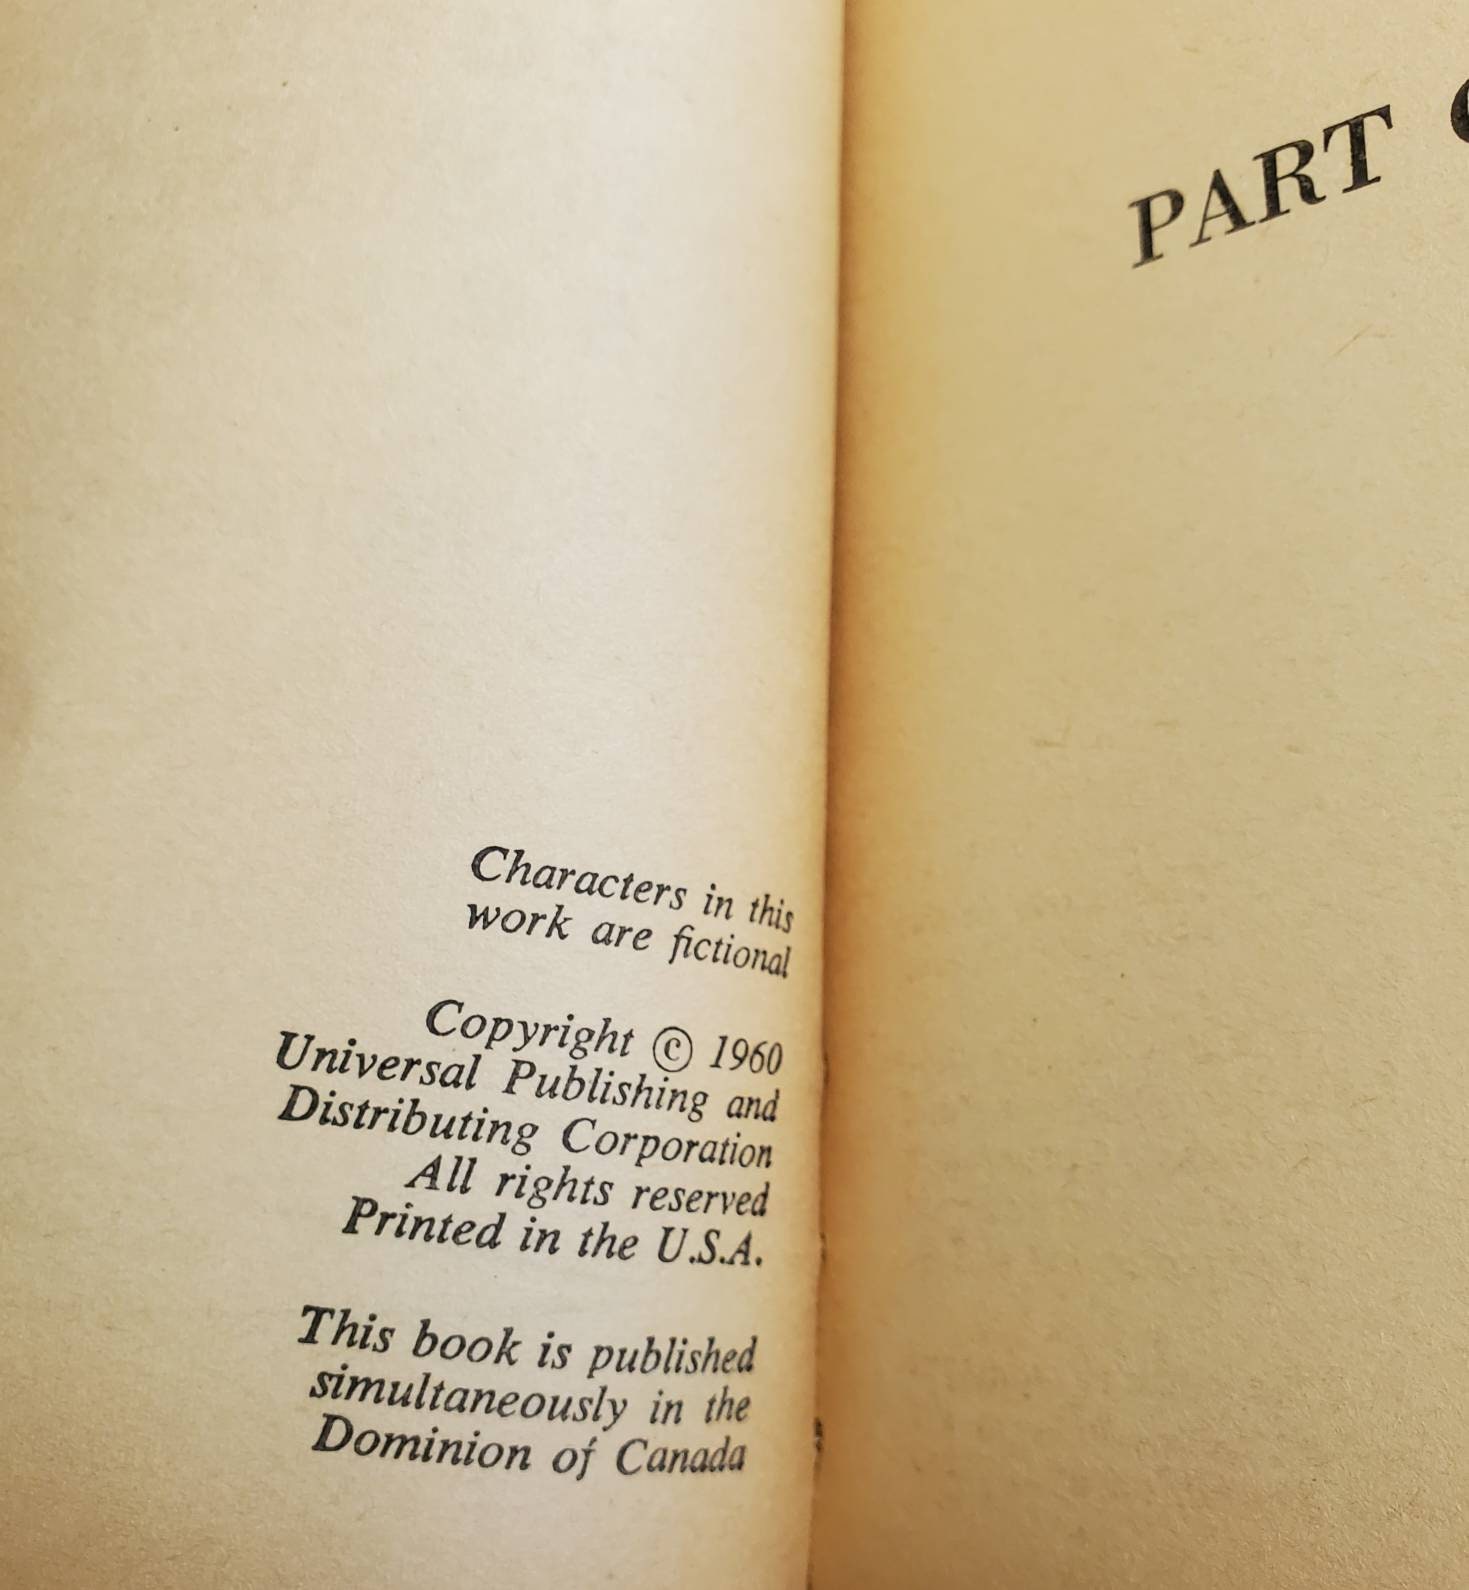 Characters in this
work are fictional
Copyright © 1960
Universal Publishing and
Distributing Corporation
All rights reserved
Printed in the U.S.A.
This book is published
simultaneously in the
Dominion of Canada
PART